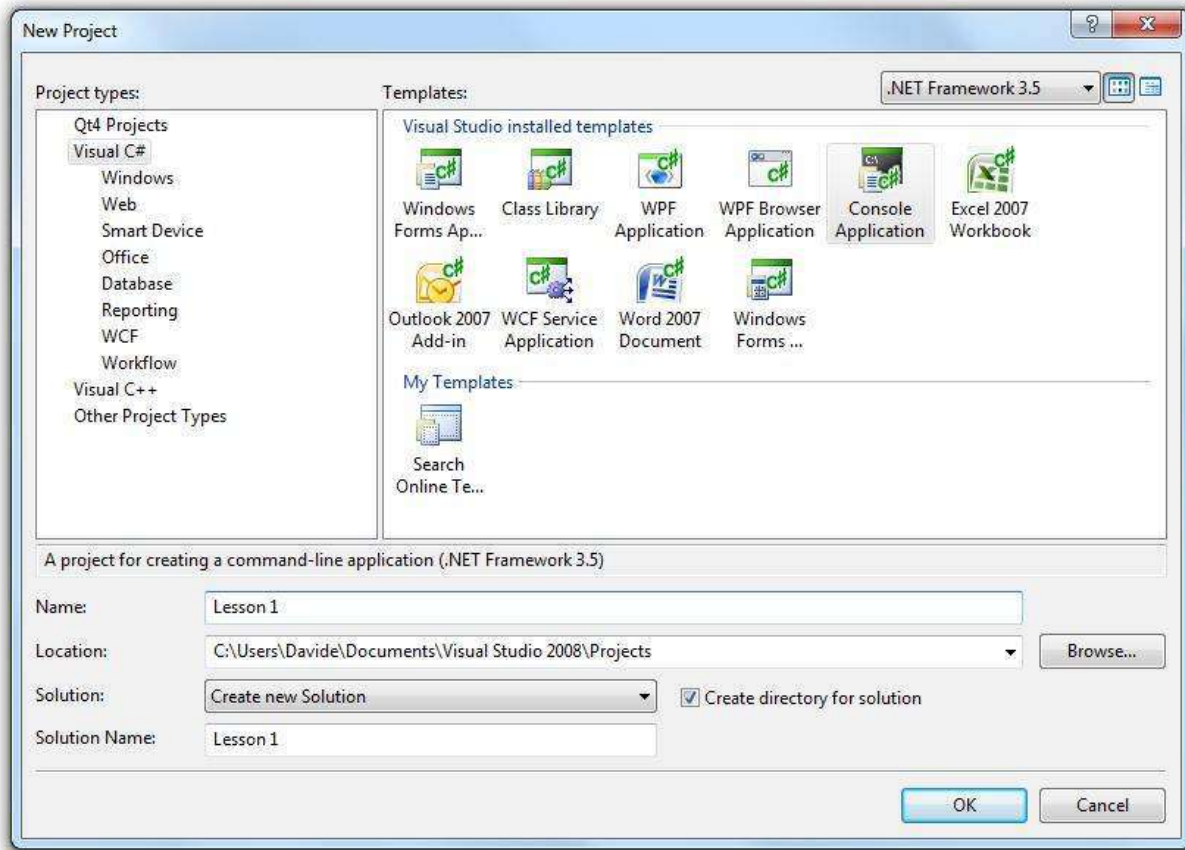 New Project
Project types:
Templates:
.NET Framework 3.5
Qt4 Projects
Visual C#
Windows
Web
Smart Device
Office
Database
Reporting
WCF
Workflow
Visual C++
Other Project Types
Visual Studio installed templates
Windows
Forms Ap...
Class Library
WPF
Application
WPF Browser
Application
Console
Application
Excel 2007
Workbook
Outlook 2007
Add-in
WCF Service
Application
Word 2007
Document
Windows
Forms ...
My Templates
Search
Online Te...
A project for creating a command-line application (.NET Framework 3.5)
Name:
Lesson 1
Location:
C:\Users\Davide\Documents\Visual Studio 2008\Projects
Browse...
Solution:
Create new Solution
Create directory for solution
Solution Name:
Lesson 1
OK
Cancel